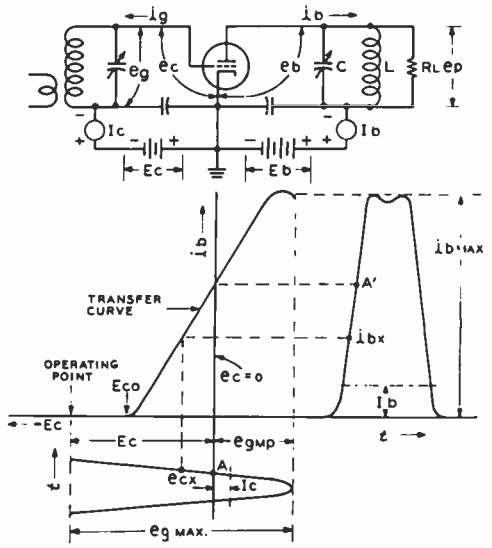 ig ib
eg ec eb C L RL ep
- Ic - + - + - Ib
+ +
Ec Eb
ib
ib MAX
TRANSFER
CURVE
A'
ibx
OPERATING
POINT
Eco
ec=0
Ib
-Ec Ec egMP t
t ecx A Ic
eg MAX.